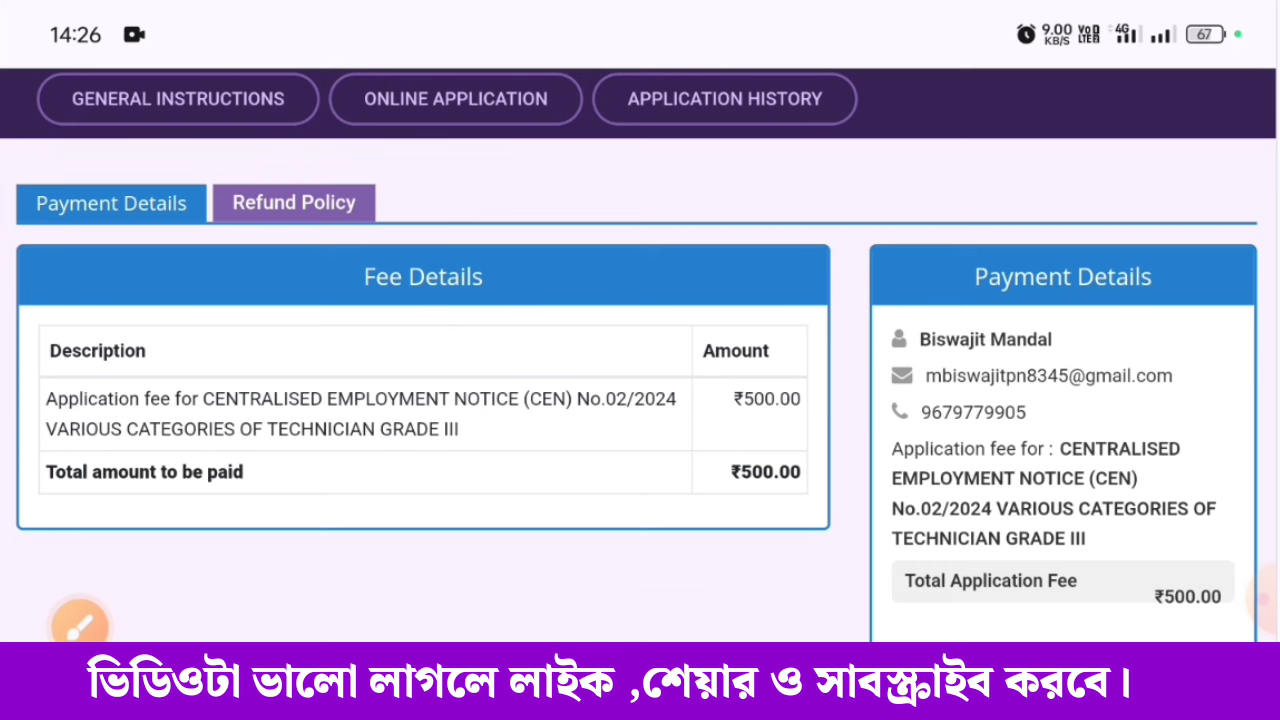 14:26
9.00 KB/S VoD LTE 4G 67
GENERAL INSTRUCTIONS ONLINE APPLICATION APPLICATION HISTORY
Payment Details Refund Policy
Fee Details
Description Amount
Application fee for CENTRALISED EMPLOYMENT NOTICE (CEN) No.02/2024 ₹500.00
VARIOUS CATEGORIES OF TECHNICIAN GRADE III
Total amount to be paid ₹500.00
Payment Details
Biswajit Mandal
mbiswajitpn8345@gmail.com
9679779905
Application fee for : CENTRALISED
EMPLOYMENT NOTICE (CEN)
No.02/2024 VARIOUS CATEGORIES OF
TECHNICIAN GRADE III
Total Application Fee
₹500.00
ভিডিওটা ভালো লাগলে লাইক ,শেয়ার ও সাবস্ক্রাইব করবে।